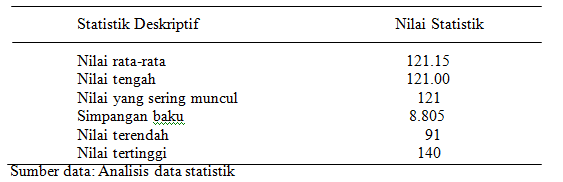 Statistik Deskriptif Nilai Statistik
Nilai rata-rata 121.15
Nilai tengah 121.00
Nilai yang sering muncul 121
Simpangan baku 8.805
Nilai terendah 91
Nilai tertinggi 140
Sumber data: Analisis data statistik